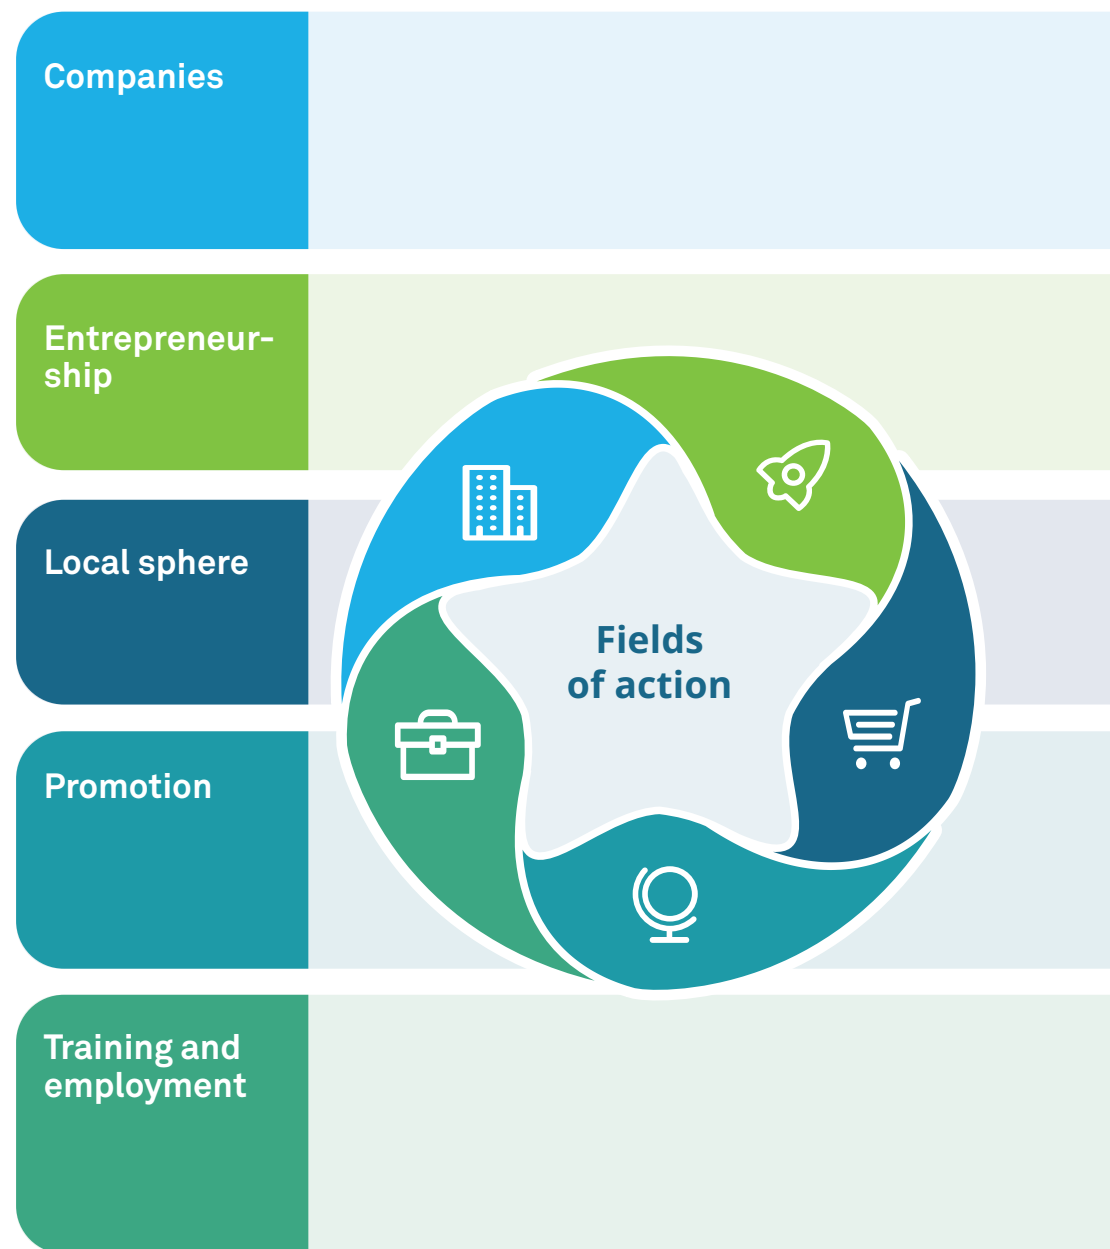 Companies
Entrepreneur-
ship
Local sphere
Fields
of action
Promotion
Training and
employment